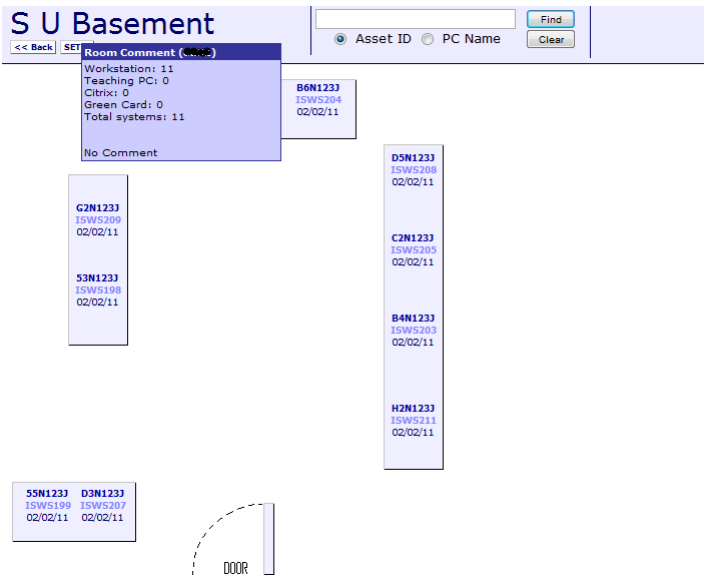 S U Basement
Find
<< Back SET
Asset ID PC Name
Clear
Room Comment ( )
Workstation: 11
Teaching PC: 0
Citrix: 0
Green Card: 0
Total systems: 11
No Comment
B6N123J
ISWS204
02/02/11
D5N123J
ISWS208
02/02/11
G2N123J
ISWS209
02/02/11
C2N123J
ISWS205
02/02/11
53N123J
ISWS198
02/02/11
B4N123J
ISWS203
02/02/11
H2N123J
ISWS211
02/02/11
55N123J D3N123J
ISWS199 ISWS207
02/02/11 02/02/11
DOOR